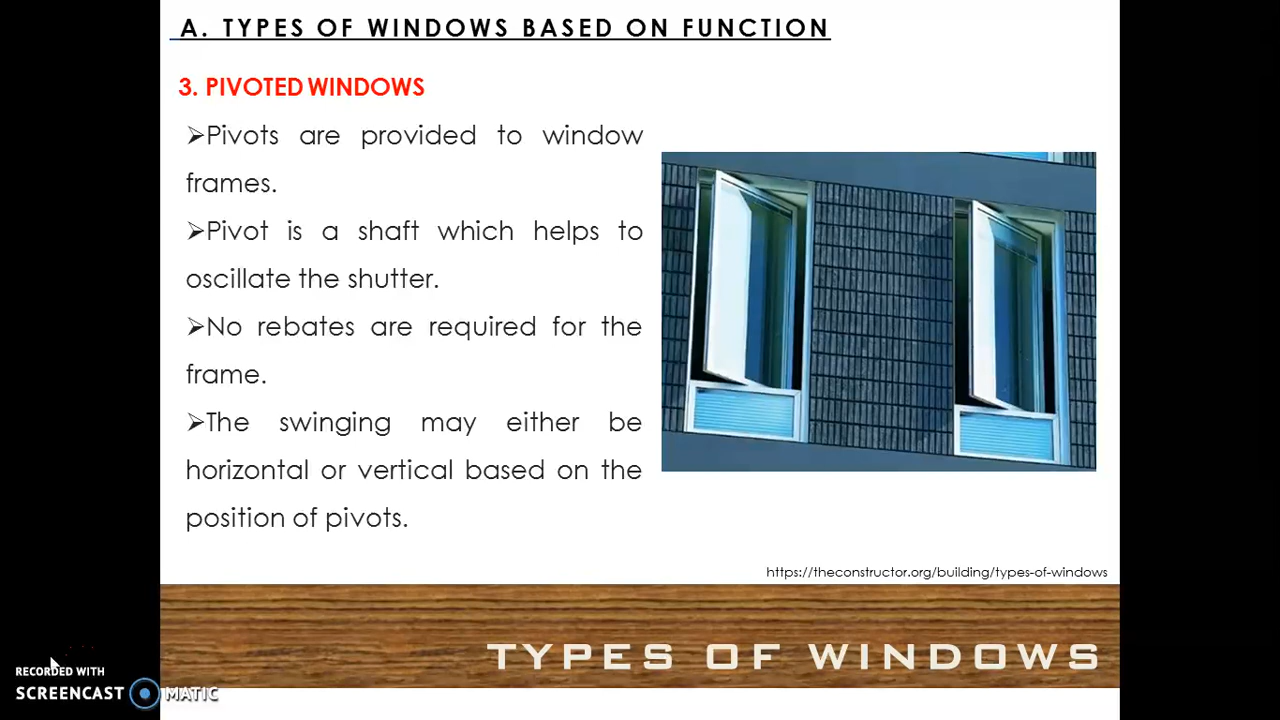 A. TYPES OF WINDOWS BASED ON FUNCTION
3. PIVOTED WINDOWS
➢Pivots are provided to window
frames.
➢Pivot is a shaft which helps to
oscillate the shutter.
➢No rebates are required for the
frame.
➢The swinging may either be
horizontal or vertical based on the
position of pivots.
https://theconstructor.org/building/types-of-windows
TYPES OF WINDOWS
RECORDED WITH
SCREENCAST MATIC